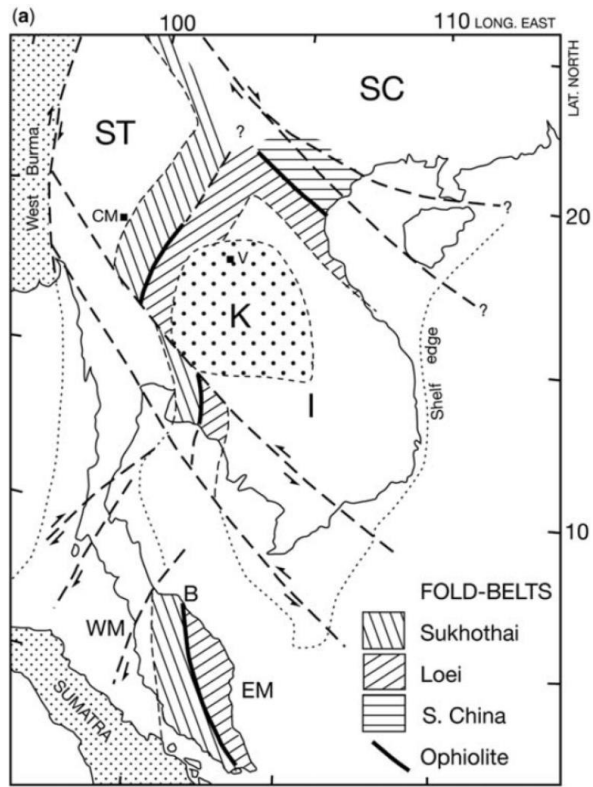 (a)
100
110 LONG. EAST
LAT. NORTH
SC
ST
?
West Burma
CM
20
?
V
K
?
Shelf edge
I
10
B
FOLD-BELTS
WM
Sukhothai
EM
Loei
SUMATRA
S. China
Ophiolite